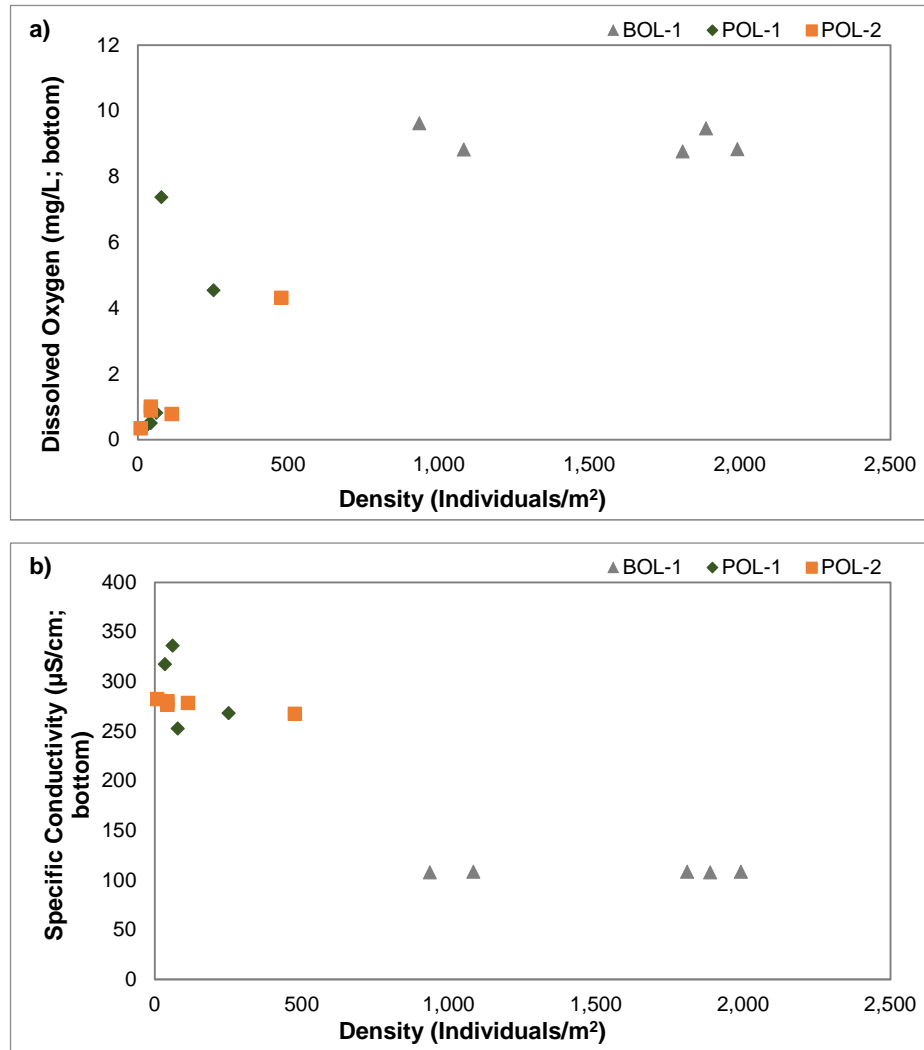 a)
BOL-1 POL-1 POL-2
Dissolved Oxygen (mg/L; bottom)
12
10
8
6
4
2
0
0 500 1,000 1,500 2,000 2,500
Density (Individuals/m²)
b)
BOL-1 POL-1 POL-2
Specific Conductivity (µS/cm;
bottom)
400
350
300
250
200
150
100
50
0
0 500 1,000 1,500 2,000 2,500
Density (Individuals/m²)